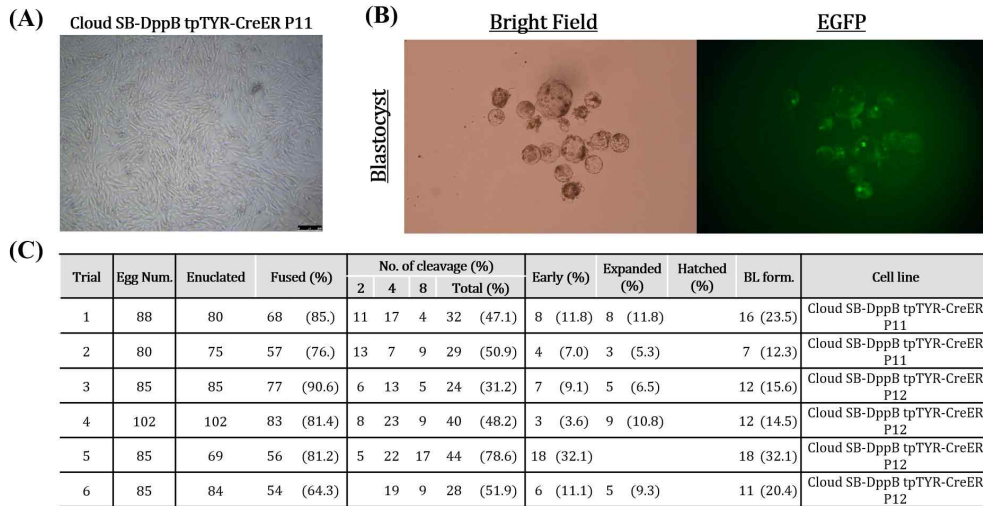 (A)
Cloud SB-DppB tpTYR-CreER P11
(B)
Bright Field
EGFP
Blastocyst
(C)
Trial Egg Num. Enuclated Fused (%) No. of cleavage (%) Early (%) Expanded (%) Hatched (%) BL form. Cell line
2 4 8 Total (%)
1 88 80 68 (85.) 11 17 4 32 (47.1) 8 (11.8) 8 (11.8) 16 (23.5) Cloud SB-DppB tpTYR-CreER P11
2 80 75 57 (76.) 13 7 9 29 (50.9) 4 (7.0) 3 (5.3) 7 (12.3) Cloud SB-DppB tpTYR-CreER P11
3 85 85 77 (90.6) 6 13 5 24 (31.2) 7 (9.1) 5 (6.5) 12 (15.6) Cloud SB-DppB tpTYR-CreER P12
4 102 102 83 (81.4) 8 23 9 40 (48.2) 3 (3.6) 9 (10.8) 12 (14.5) Cloud SB-DppB tpTYR-CreER P12
5 85 69 56 (81.2) 5 22 17 44 (78.6) 18 (32.1) 18 (32.1) Cloud SB-DppB tpTYR-CreER P12
6 85 84 54 (64.3) 19 9 28 (51.9) 6 (11.1) 5 (9.3) 11 (20.4) Cloud SB-DppB tpTYR-CreER P12